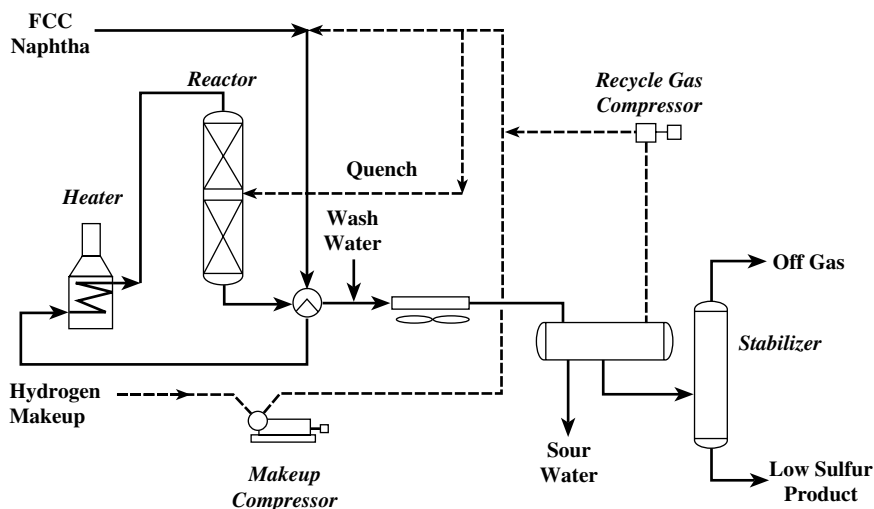 FCC
Naphtha
Reactor
Recycle Gas
Compressor
Quench
Heater
Wash
Water
Off Gas
Stabilizer
Hydrogen
Makeup
Sour
Water
Makeup
Compressor
Low Sulfur
Product